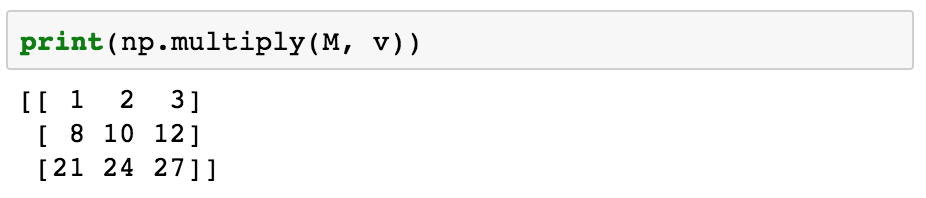 print(np.multiply(M, v))
[[ 1  2  3]
 [ 8 10 12]
 [21 24 27]]